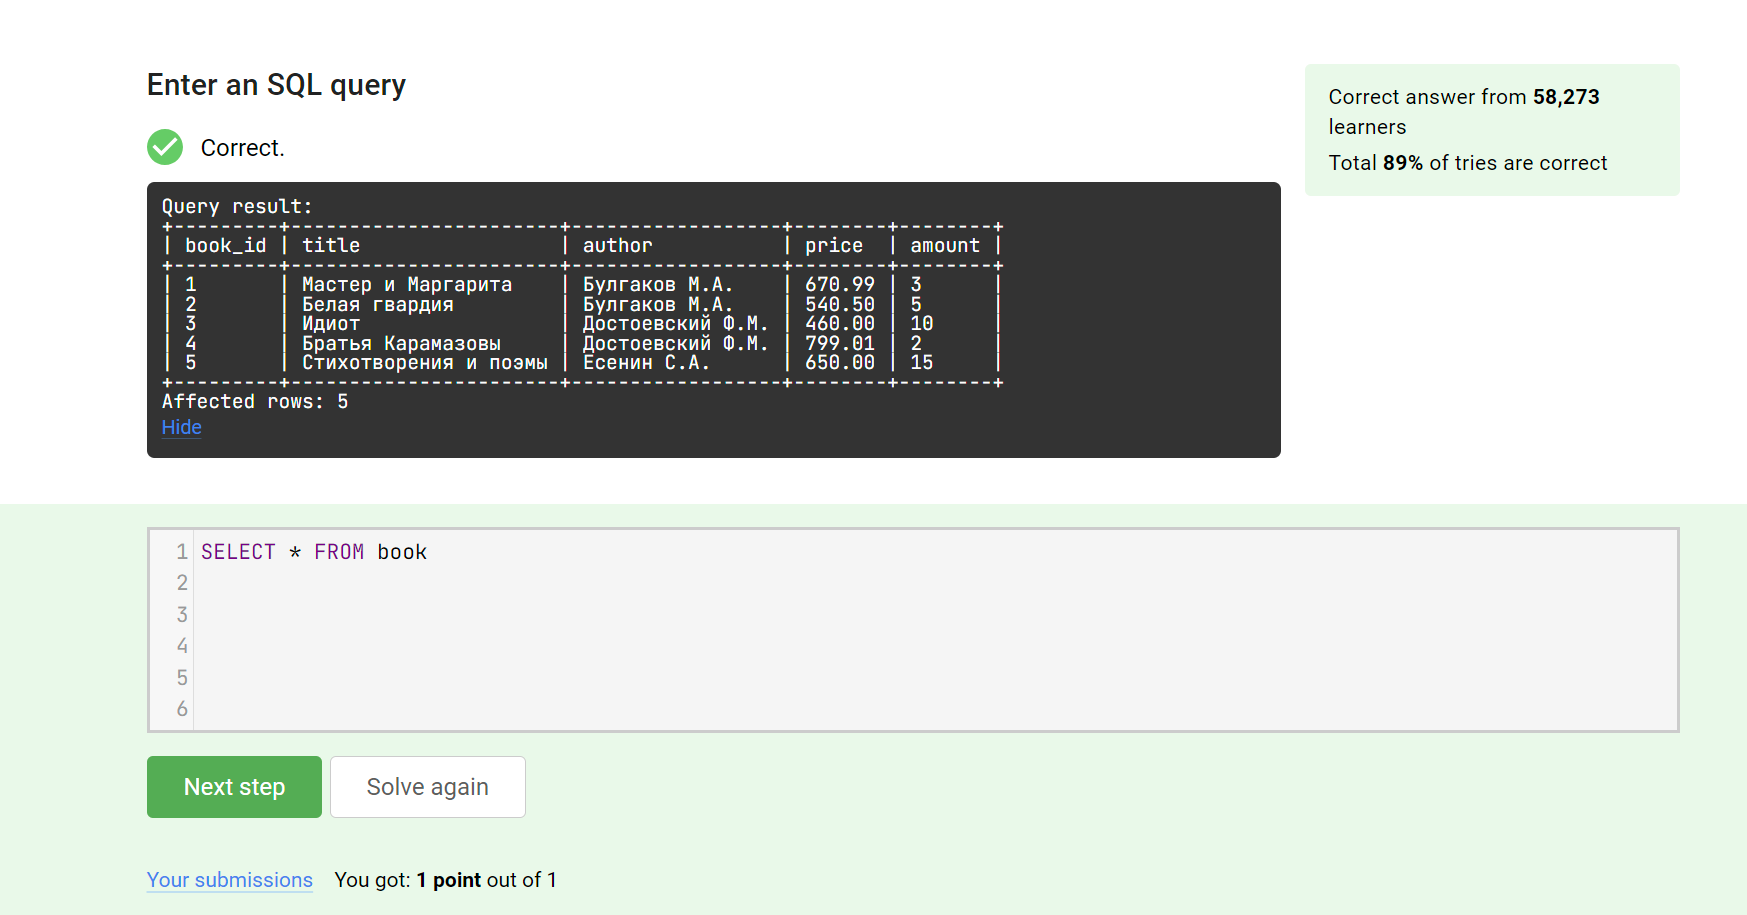 Enter an SQL query
Correct.
Correct answer from 58,273
learners
Total 89% of tries are correct
Query result:
+---------+-----------------------+------------------+--------+--------+
| book_id | title                 | author           | price  | amount |
+---------+-----------------------+------------------+--------+--------+
| 1       | Мастер и Маргарита    | Булгаков М.А.    | 670.99 | 3      |
| 2       | Белая гвардия         | Булгаков М.А.    | 540.50 | 5      |
| 3       | Идиот                 | Достоевский Ф.М. | 460.00 | 10     |
| 4       | Братья Карамазовы     | Достоевский Ф.М. | 799.01 | 2      |
| 5       | Стихотворения и поэмы | Есенин С.А.      | 650.00 | 15     |
+---------+-----------------------+------------------+--------+--------+
Affected rows: 5
Hide
1 SELECT * FROM book
2
3
4
5
6
Next step Solve again
Your submissions You got: 1 point out of 1